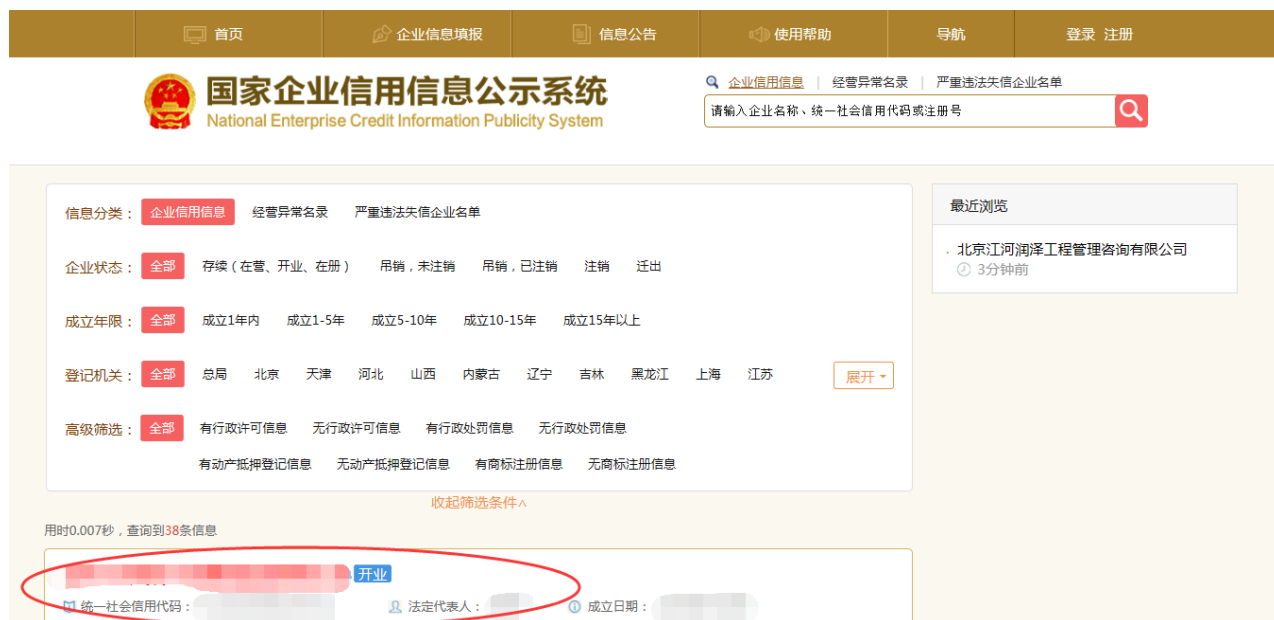 首页 企业信息填报 信息公告 使用帮助 导航 登录 注册
国家企业信用信息公示系统
National Enterprise Credit Information Publicity System
企业信用信息 | 经营异常名录 | 严重违法失信企业名单
请输入企业名称、统一社会信用代码或注册号
信息分类： 企业信用信息 经营异常名录 严重违法失信企业名单
企业状态： 全部 存续（在营、开业、在册） 吊销，未注销 吊销，已注销 注销 迁出
成立年限： 全部 成立1年内 成立1-5年 成立5-10年 成立10-15年 成立15年以上
登记机关： 全部 总局 北京 天津 河北 山西 内蒙古 辽宁 吉林 黑龙江 上海 江苏 展开
高级筛选： 全部 有行政许可信息 无行政许可信息 有行政处罚信息 无行政处罚信息
有动产抵押登记信息 无动产抵押登记信息 有商标注册信息 无商标注册信息
收起筛选条件∧
最近浏览
· 北京江河润泽工程管理咨询有限公司
3分钟前
用时0.007秒，查询到38条信息
开业
统一社会信用代码： 法定代表人： 成立日期：